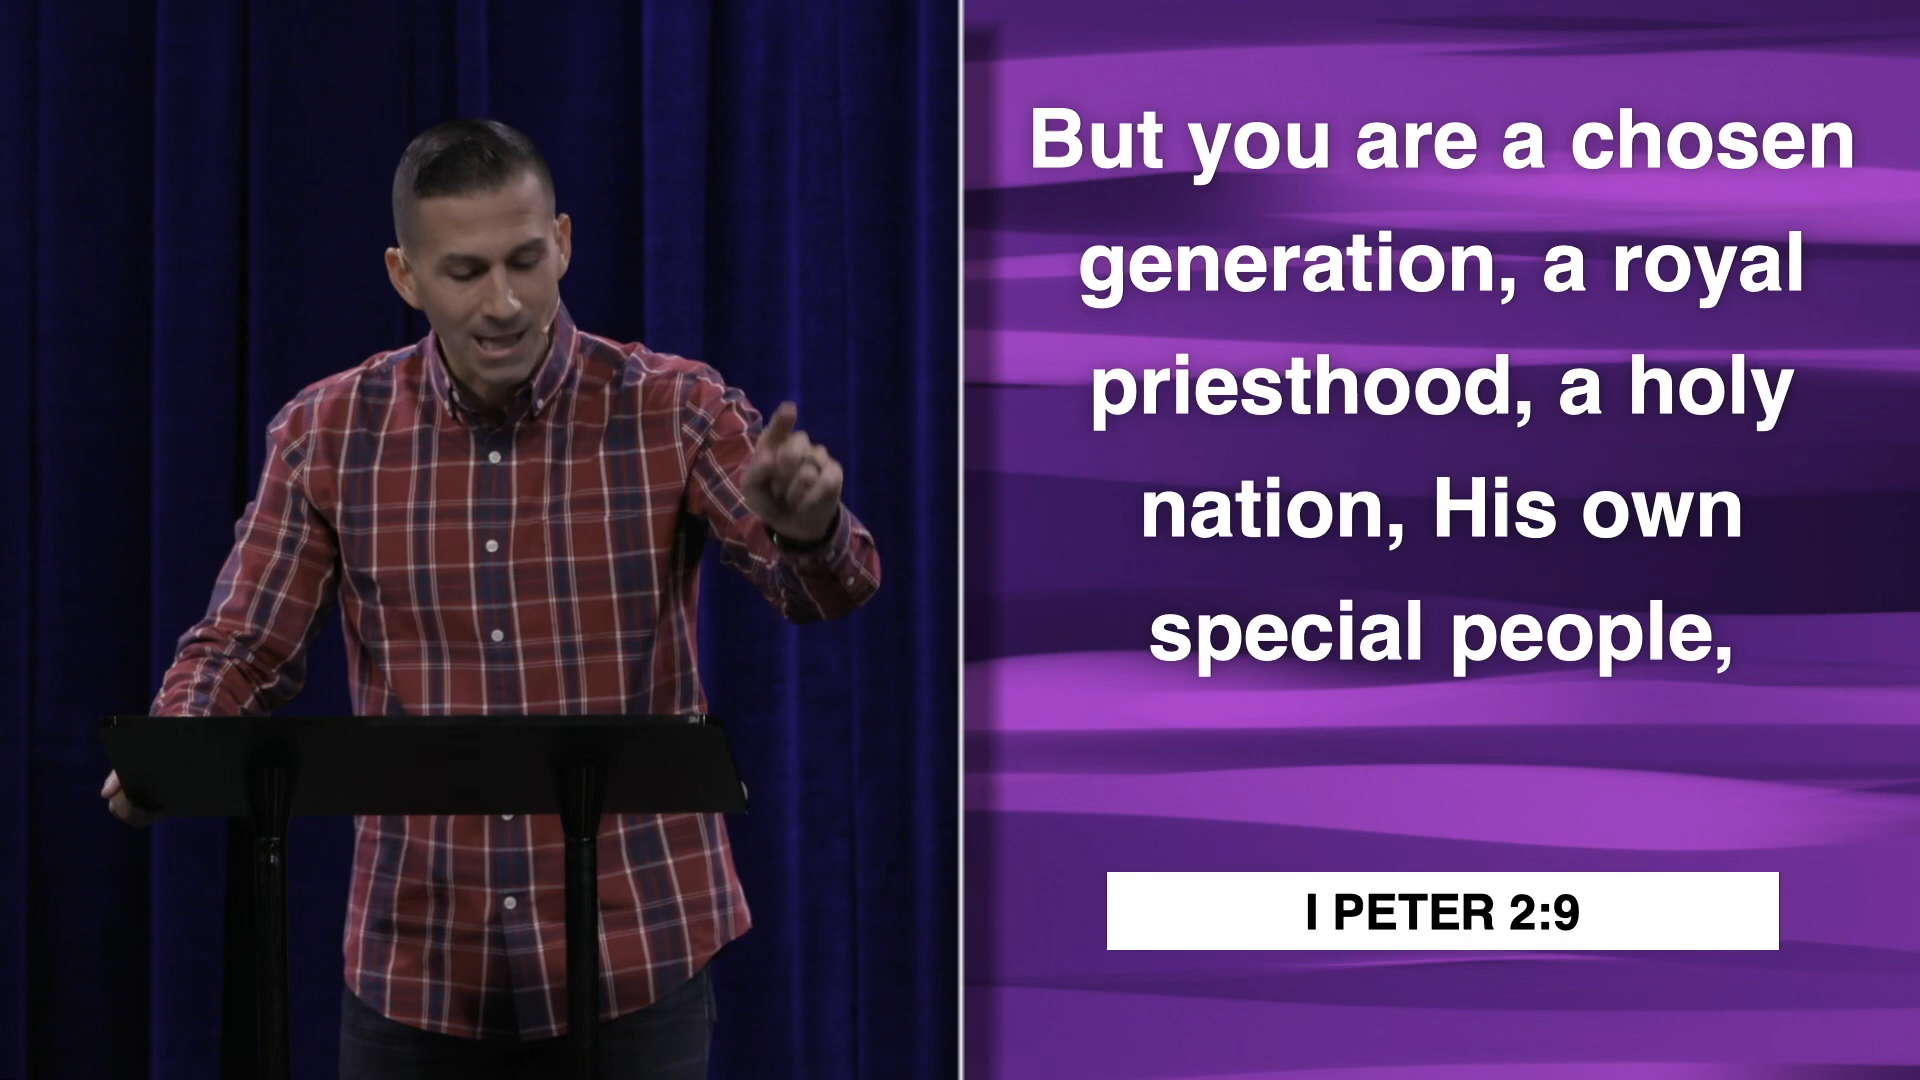 But you are a chosen
generation, a royal
priesthood, a holy
nation, His own
special people,
I PETER 2:9